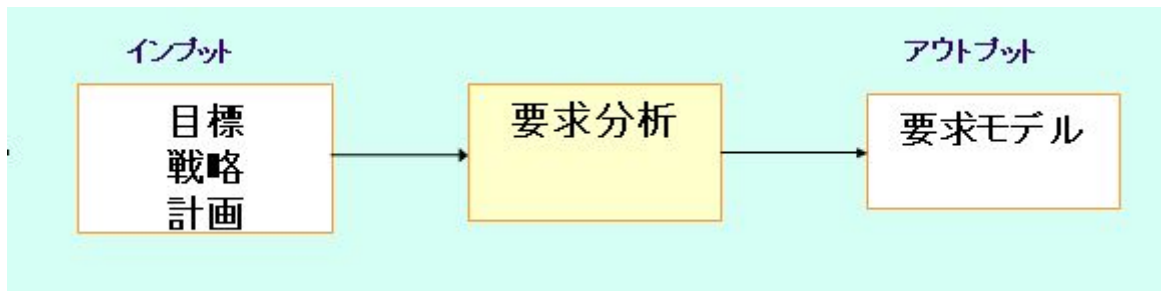 インプット
目標
戦略
計画
要求分析
アウトプット
要求モデル